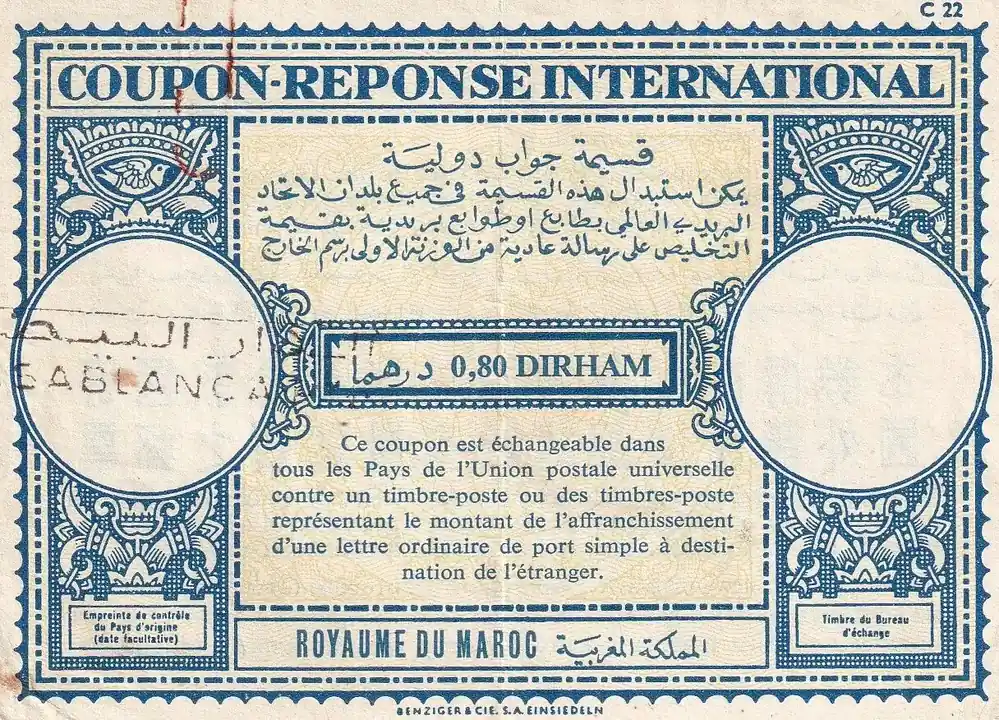 C 22
COUPON-REPONSE INTERNATIONAL
قسيمة جواب دولية
يمكن استبدال هذه القسيمة في جميع بلدان الاتحاد
البريدي العالمي بطابع او طوابع بريدية بقيمة
التخليص على رسالة عادية من الوزنة الاولى برسم الخارج
الدار البيض
SABLANCA
0,80 DIRHAM درهما
Ce coupon est échangeable dans
tous les Pays de l'Union postale universelle
contre un timbre-poste ou des timbres-poste
représentant le montant de l'affranchissement
d'une lettre ordinaire de port simple à desti-
nation de l'étranger.
Empreinte de contrôle
du Pays d'origine
(date facultative)
Timbre du Bureau
d'échange
ROYAUME DU MAROC المملكة المغربية
BENZIGER & CIE. S.A. EINSIEDELN